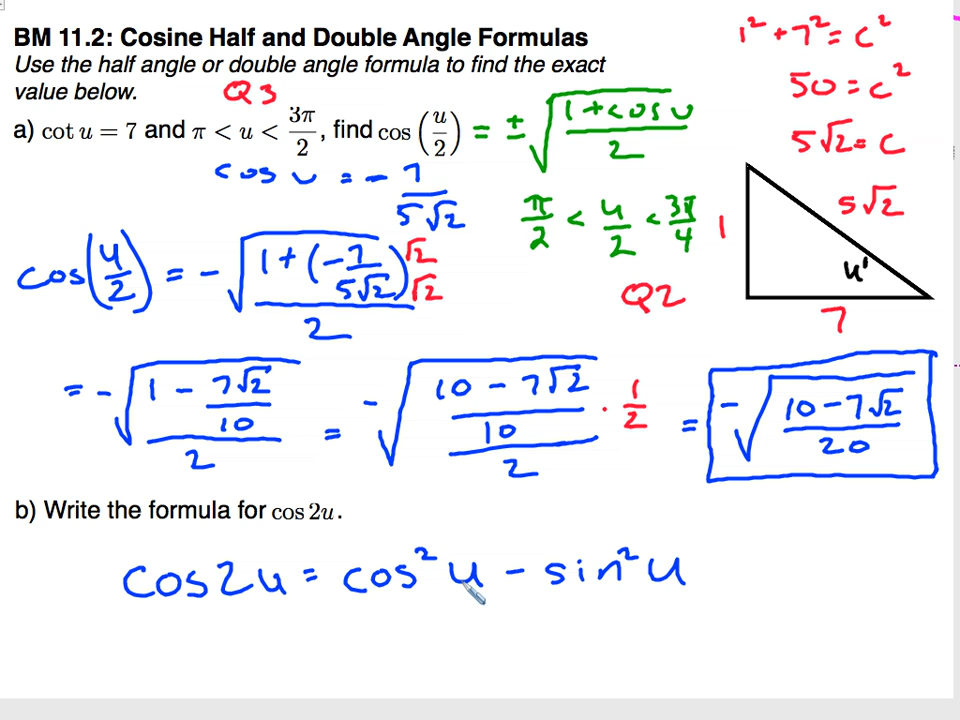 BM 11.2: Cosine Half and Double Angle Formulas
Use the half angle or double angle formula to find the exact
value below.
Q3
a) cot u = 7 and π < u < 3π/2, find cos (u/2) = ± √((1+cos u)/2)
1² + 7² = c²
50 = c²
5√2 = c
cos u = - 7/(5√2)
π/2 < u/2 < 3π/4
Q2
1
5√2
u'
7
cos(u/2) = - √((1+(-7/(5√2)) √2/√2)/2)
= - √((1 - 7√2/10)/2) = - √(((10 - 7√2)/10)/2 · 1/2) = - √((10-7√2)/20)
b) Write the formula for cos 2u.
cos2u = cos²u - sin²u